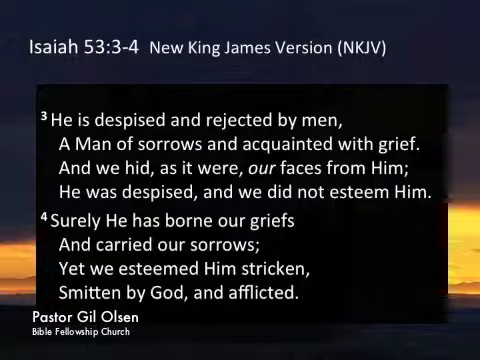 Isaiah 53:3-4 New King James Version (NKJV)
3 He is despised and rejected by men,
A Man of sorrows and acquainted with grief.
And we hid, as it were, our faces from Him;
He was despised, and we did not esteem Him.
4 Surely He has borne our griefs
And carried our sorrows;
Yet we esteemed Him stricken,
Smitten by God, and afflicted.
Pastor Gil Olsen
Bible Fellowship Church